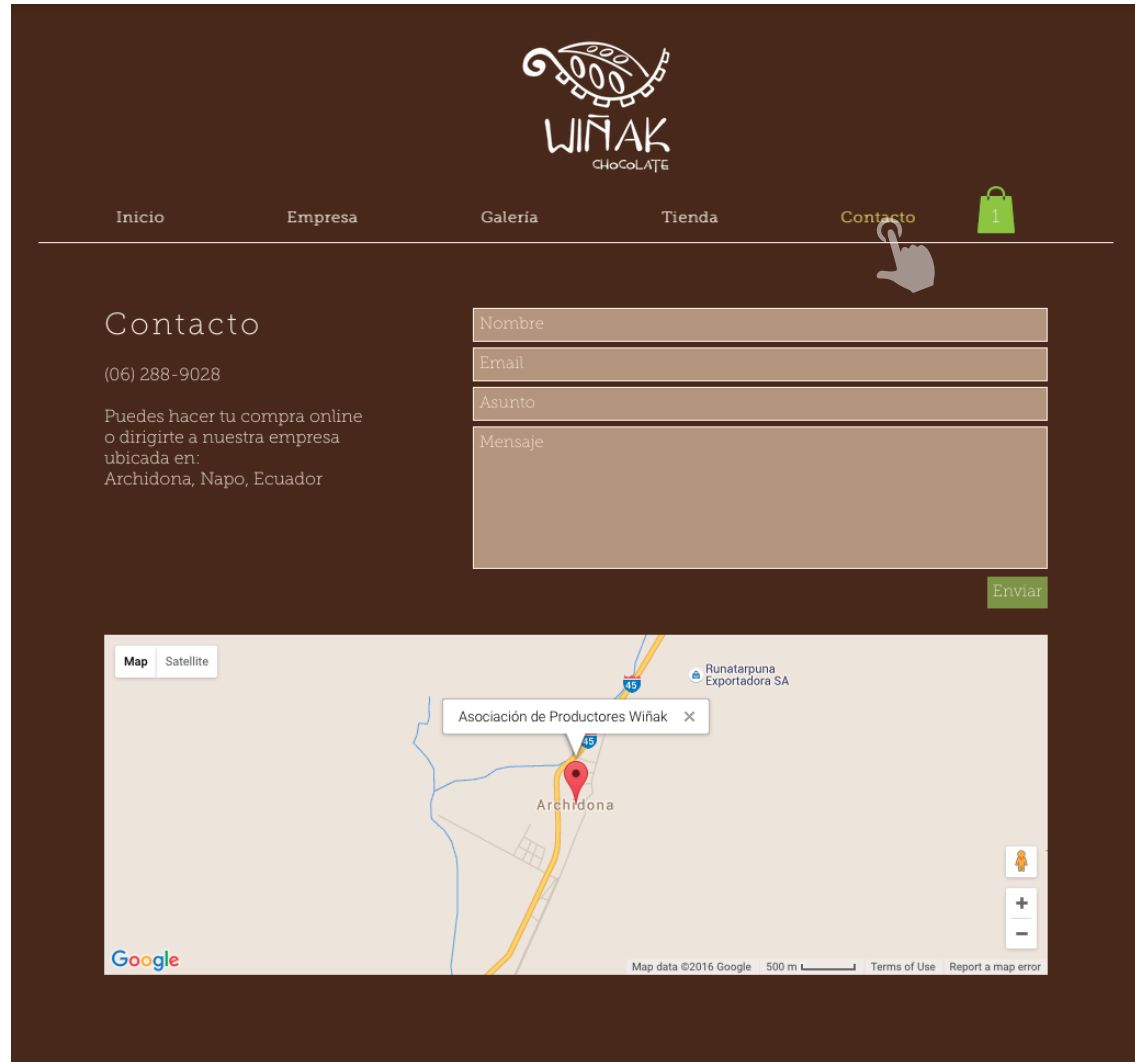 WIÑAK
CHOCOLATE
Inicio
Empresa
Galería
Tienda
Contacto
1
Contacto
(06) 288-9028
Puedes hacer tu compra online
o dirigirte a nuestra empresa
ubicada en:
Archidona, Napo, Ecuador
Nombre
Email
Asunto
Mensaje
Enviar
Map
Satellite
Runatarpuna
Exportadora SA
45
Asociación de Productores Wiñak
45
Archidona
Google
Map data ©2016 Google
500 m
Terms of Use
Report a map error